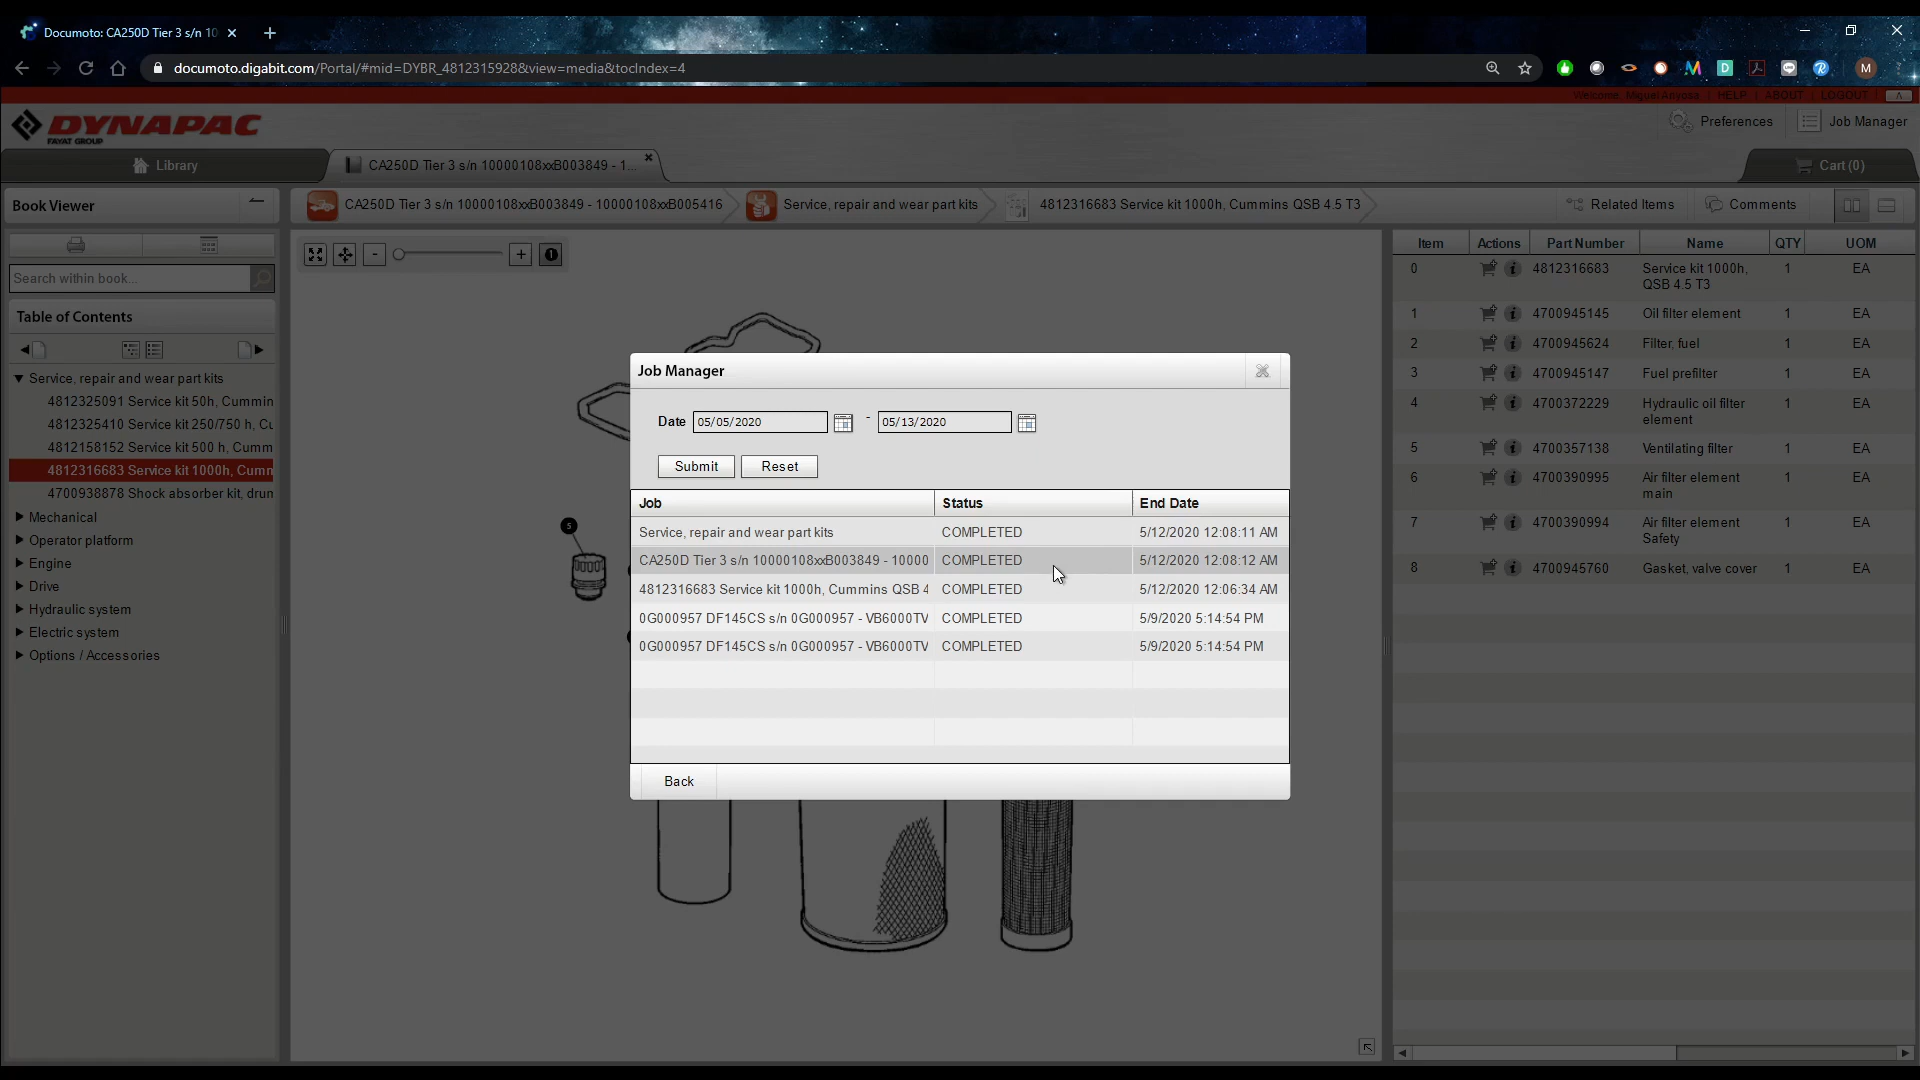 Documoto: CA250D Tier 3 s/n 10
documoto.digabit.com/Portal/#mid=DYBR_4812315928&view=media&tocIndex=4
M
Welcome, Miguel Anyosa | HELP | ABOUT | LOGOUT
DYNAPAC
FAYAT GROUP
Preferences
Job Manager
Library
CA250D Tier 3 s/n 10000108xxB003849 - 1...
Cart (0)
Book Viewer
CA250D Tier 3 s/n 10000108xxB003849 - 10000108xxB005416
Service, repair and wear part kits
4812316683 Service kit 1000h, Cummins QSB 4.5 T3
Related Items
Comments
Search within book...
Table of Contents
Service, repair and wear part kits
4812325091 Service kit 50h, Cummin
4812325410 Service kit 250/750 h, Cu
4812158152 Service kit 500 h, Cumm
4812316683 Service kit 1000h, Cumm
4700938878 Shock absorber kit, drum
Mechanical
Operator platform
Engine
Drive
Hydraulic system
Electric system
Options / Accessories
5
Job Manager
Date 05/05/2020 - 05/13/2020
Submit Reset
Job Status End Date
Service, repair and wear part kits COMPLETED 5/12/2020 12:08:11 AM
CA250D Tier 3 s/n 10000108xxB003849 - 10000 COMPLETED 5/12/2020 12:08:12 AM
4812316683 Service kit 1000h, Cummins QSB 4 COMPLETED 5/12/2020 12:06:34 AM
0G000957 DF145CS s/n 0G000957 - VB6000TV COMPLETED 5/9/2020 5:14:54 PM
0G000957 DF145CS s/n 0G000957 - VB6000TV COMPLETED 5/9/2020 5:14:54 PM
Back
Item Actions Part Number Name QTY UOM
0 4812316683 Service kit 1000h, 1 EA
QSB 4.5 T3
1 4700945145 Oil filter element 1 EA
2 4700945624 Filter, fuel 1 EA
3 4700945147 Fuel prefilter 1 EA
4 4700372229 Hydraulic oil filter 1 EA
element
5 4700357138 Ventilating filter 1 EA
6 4700390995 Air filter element 1 EA
main
7 4700390994 Air filter element 1 EA
Safety
8 4700945760 Gasket, valve cover 1 EA